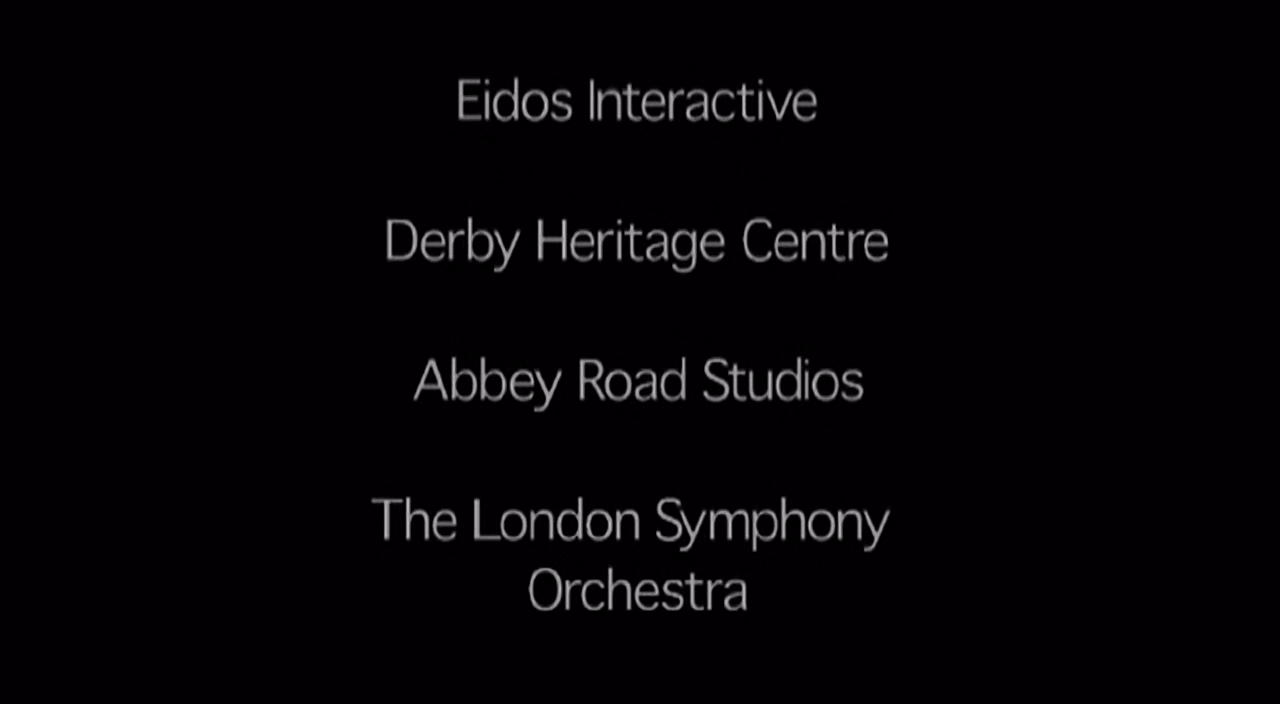 Eidos Interactive
Derby Heritage Centre
Abbey Road Studios
The London Symphony
Orchestra